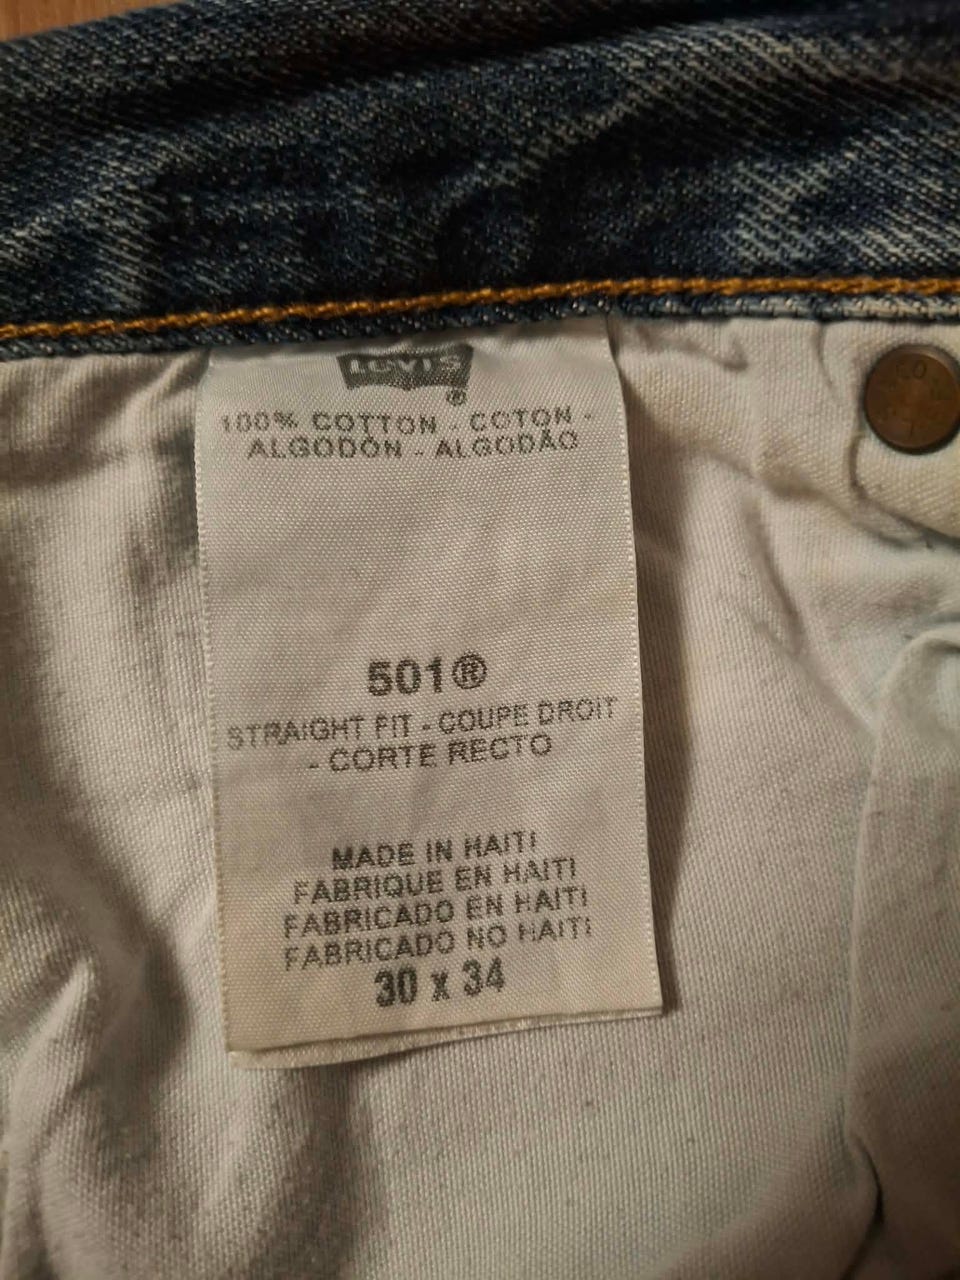 LEVI'S
®
100% COTTON - COTON -
ALGODÓN - ALGODÃO
501®
STRAIGHT FIT - COUPE DROIT
- CORTE RECTO
MADE IN HAITI
FABRIQUE EN HAITI
FABRICADO EN HAITI
FABRICADO NO HAITI
30 x 34